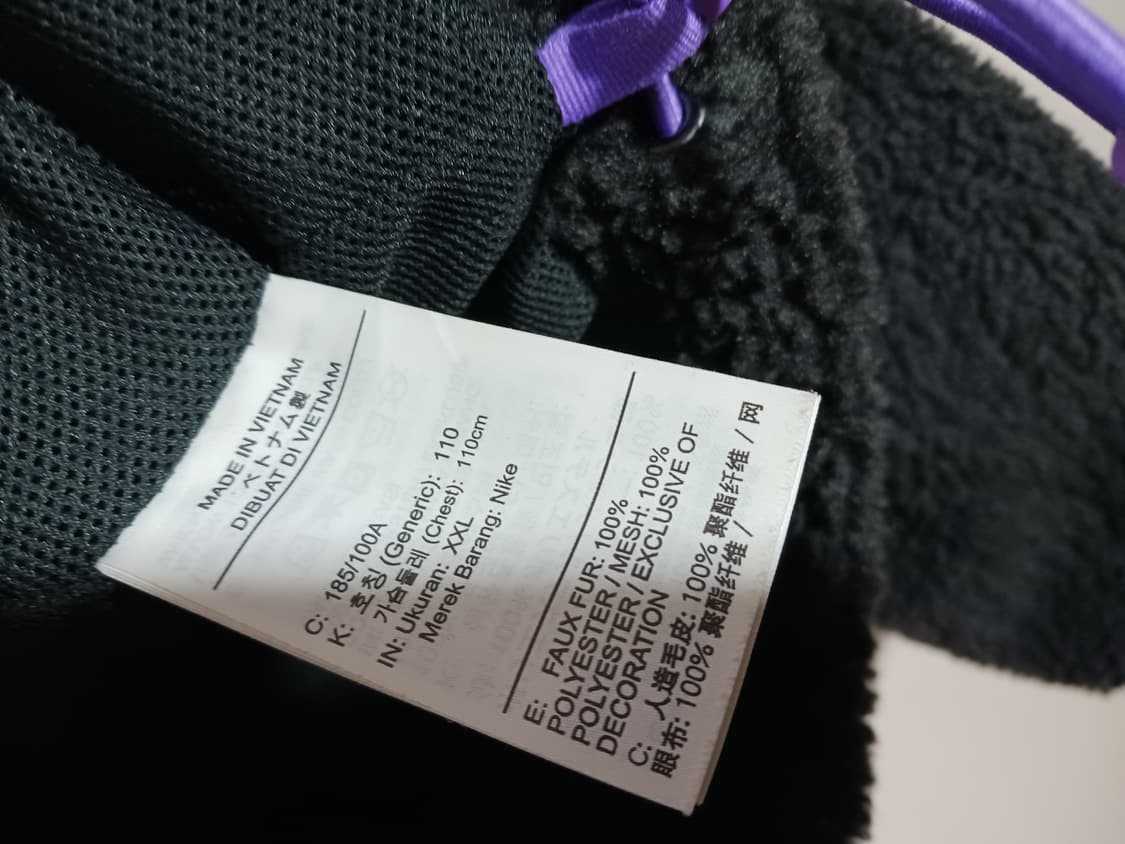 MADE IN VIETNAM
ベトナム製
DIBUAT DI VIETNAM
C: 185/100A
K: 호칭 (Generic): 110
가슴둘레 (Chest): 110cm
IN: Ukuran: XXL
Merek Barang: Nike
E: FAUX FUR: 100%
POLYESTER / MESH: 100%
POLYESTER / EXCLUSIVE OF
DECORATION
C: 人造毛皮: 100% 聚酯纤维 / 网
眼布: 100% 聚酯纤维 /